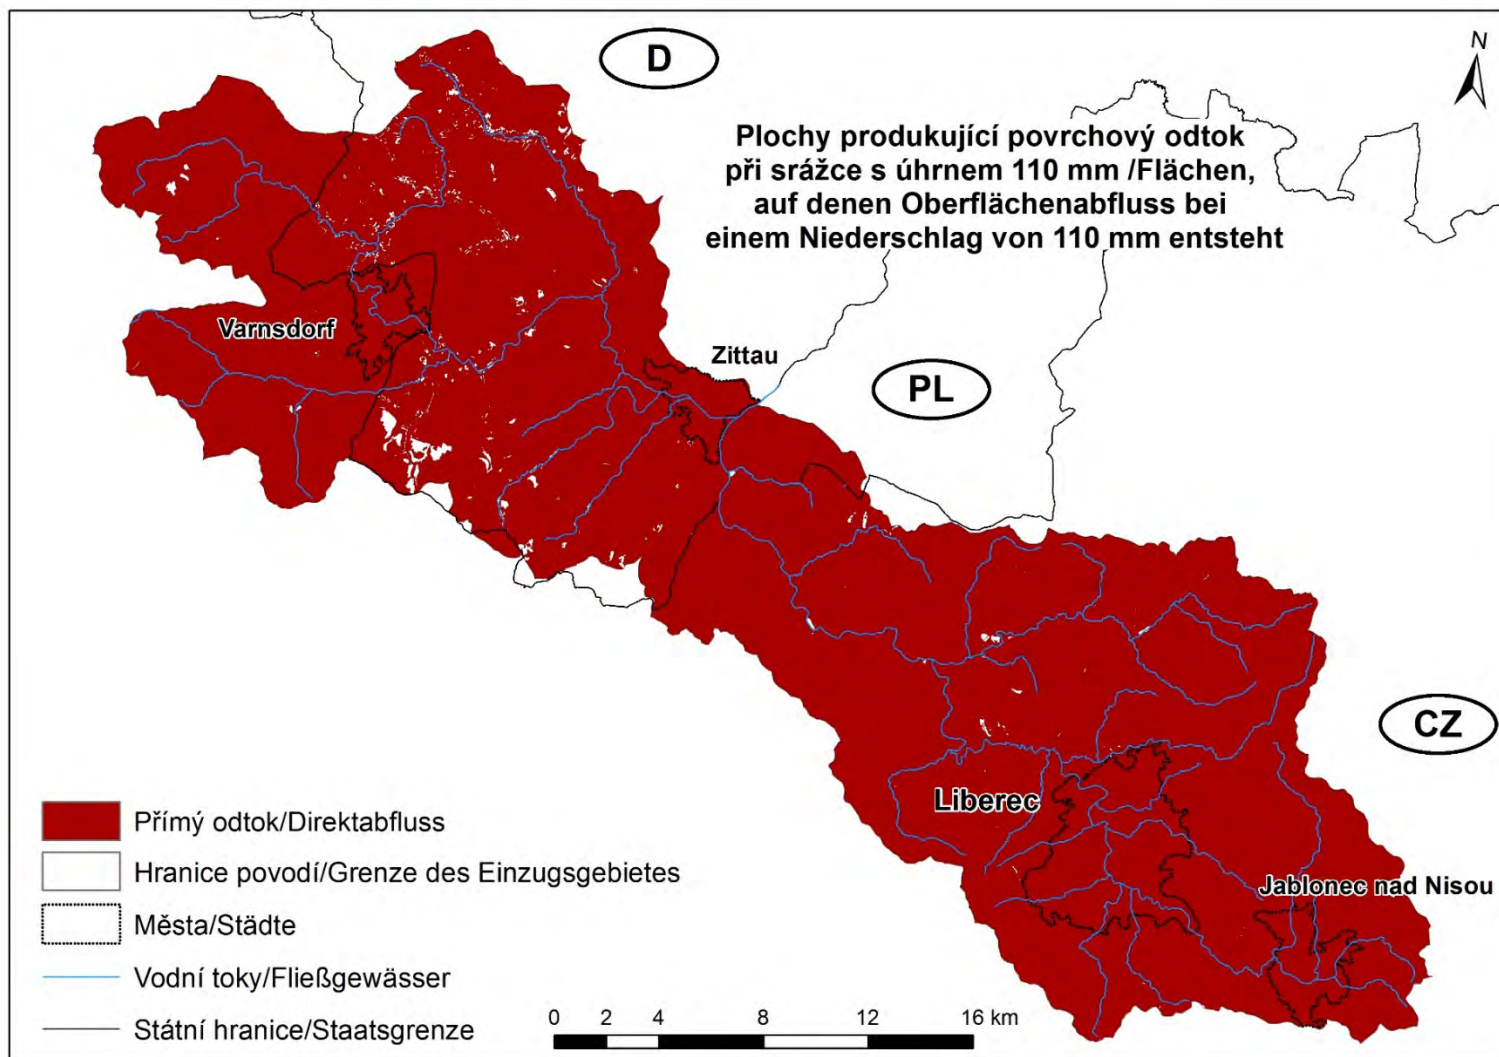 D
N
Plochy produkující povrchový odtok
při srážce s úhrnem 110 mm /Flächen,
auf denen Oberflächenabfluss bei
einem Niederschlag von 110 mm entsteht
Varnsdorf
Zittau
PL
CZ
Liberec
Jablonec nad Nisou
Přímý odtok/Direktabfluss
Hranice povodí/Grenze des Einzugsgebietes
Města/Städte
Vodní toky/Fließgewässer
Státní hranice/Staatsgrenze
0 2 4 8 12 16 km